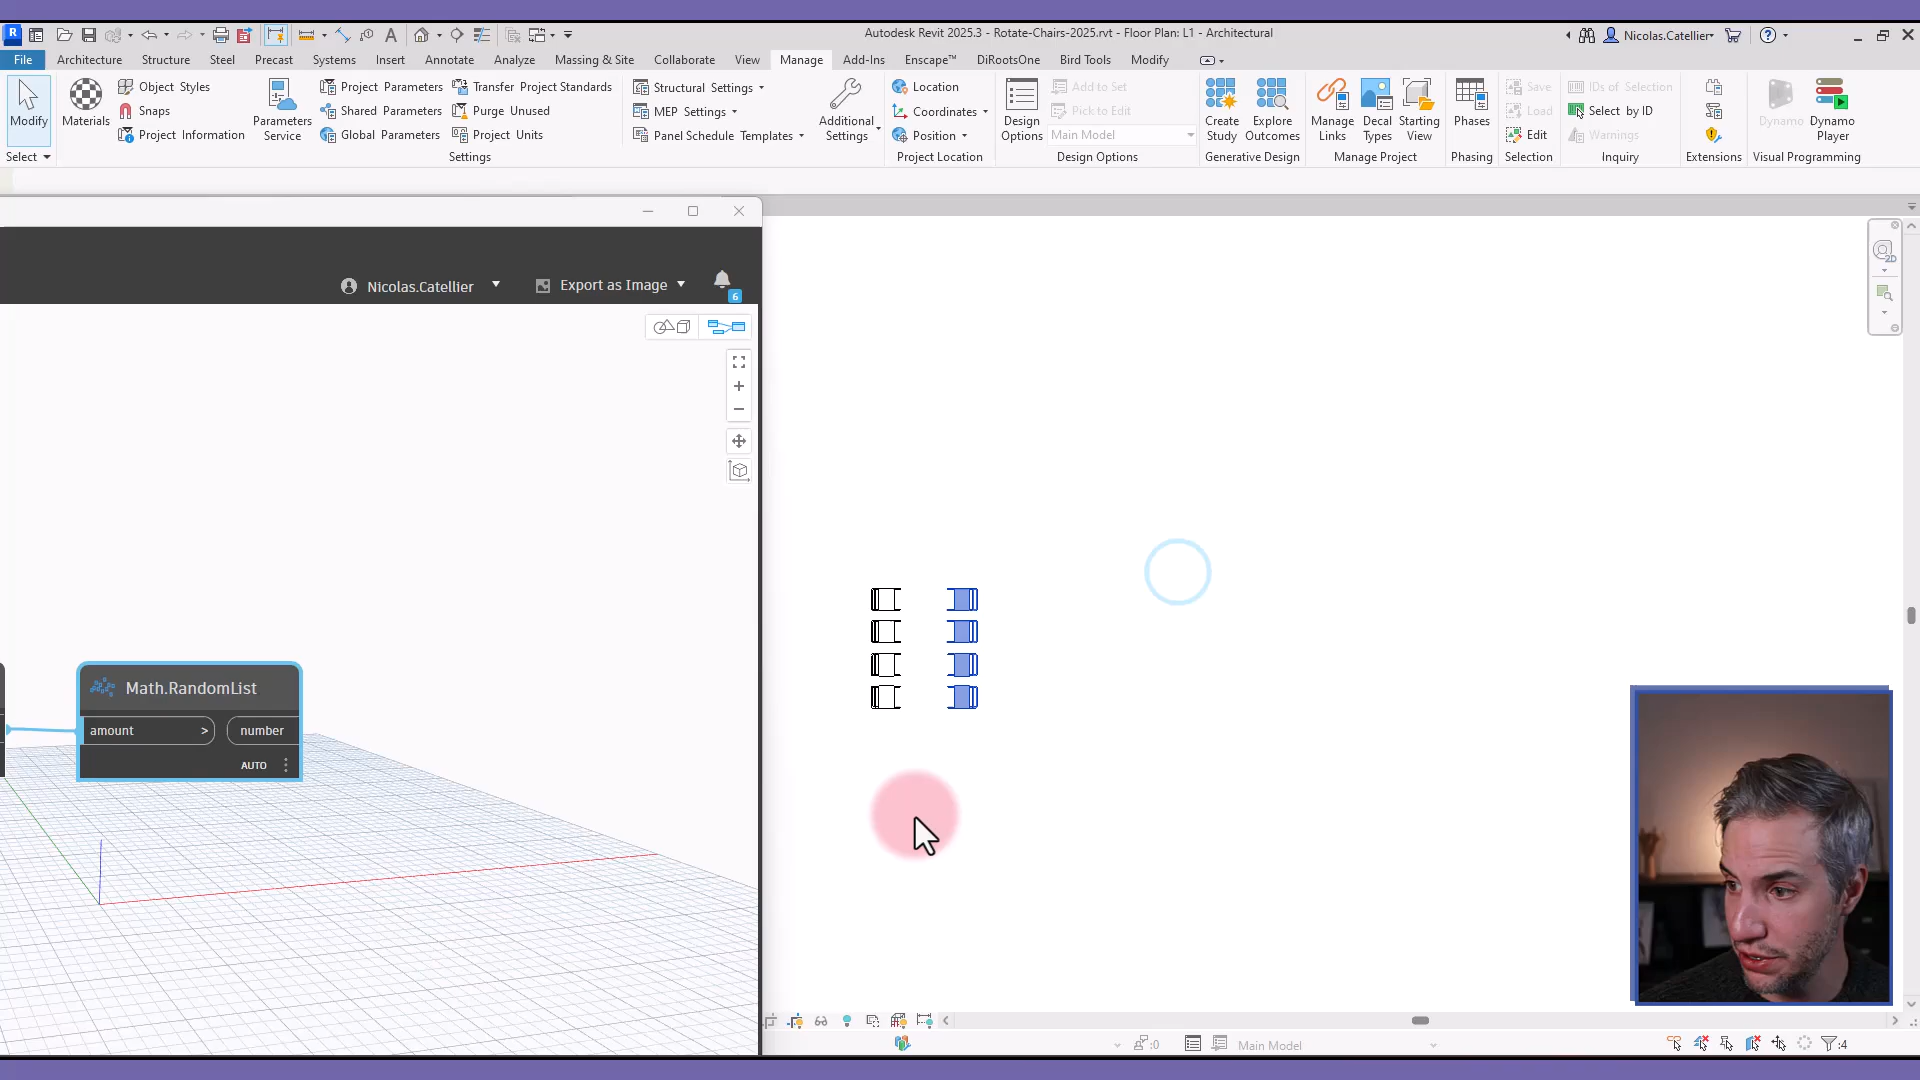 Autodesk Revit 2025.3 - Rotate-Chairs-2025.rvt - Floor Plan: L1 - Architectural
Nicolas.Catellier
File Architecture Structure Steel Precast Systems Insert Annotate Analyze Massing & Site Collaborate View Manage Add-Ins Enscape™ DiRootsOne Bird Tools Modify
Modify
Select
Materials
Object Styles
Snaps
Project Information
Parameters Service
Project Parameters
Shared Parameters
Global Parameters
Transfer Project Standards
Purge Unused
Project Units
Settings
Structural Settings
MEP Settings
Panel Schedule Templates
Additional Settings
Location
Coordinates
Position
Project Location
Design Options
Add to Set
Pick to Edit
Main Model
Design Options
Create Study
Explore Outcomes
Generative Design
Manage Links
Decal Types
Starting View
Manage Project
Phases
Phasing
Save
Load
Edit
Selection
IDs of Selection
Select by ID
Warnings
Inquiry
Extensions
Dynamo
Dynamo Player
Visual Programming
Nicolas.Catellier
Export as Image
6
2D
Math.RandomList
amount >
number
AUTO
:0
Main Model
:4